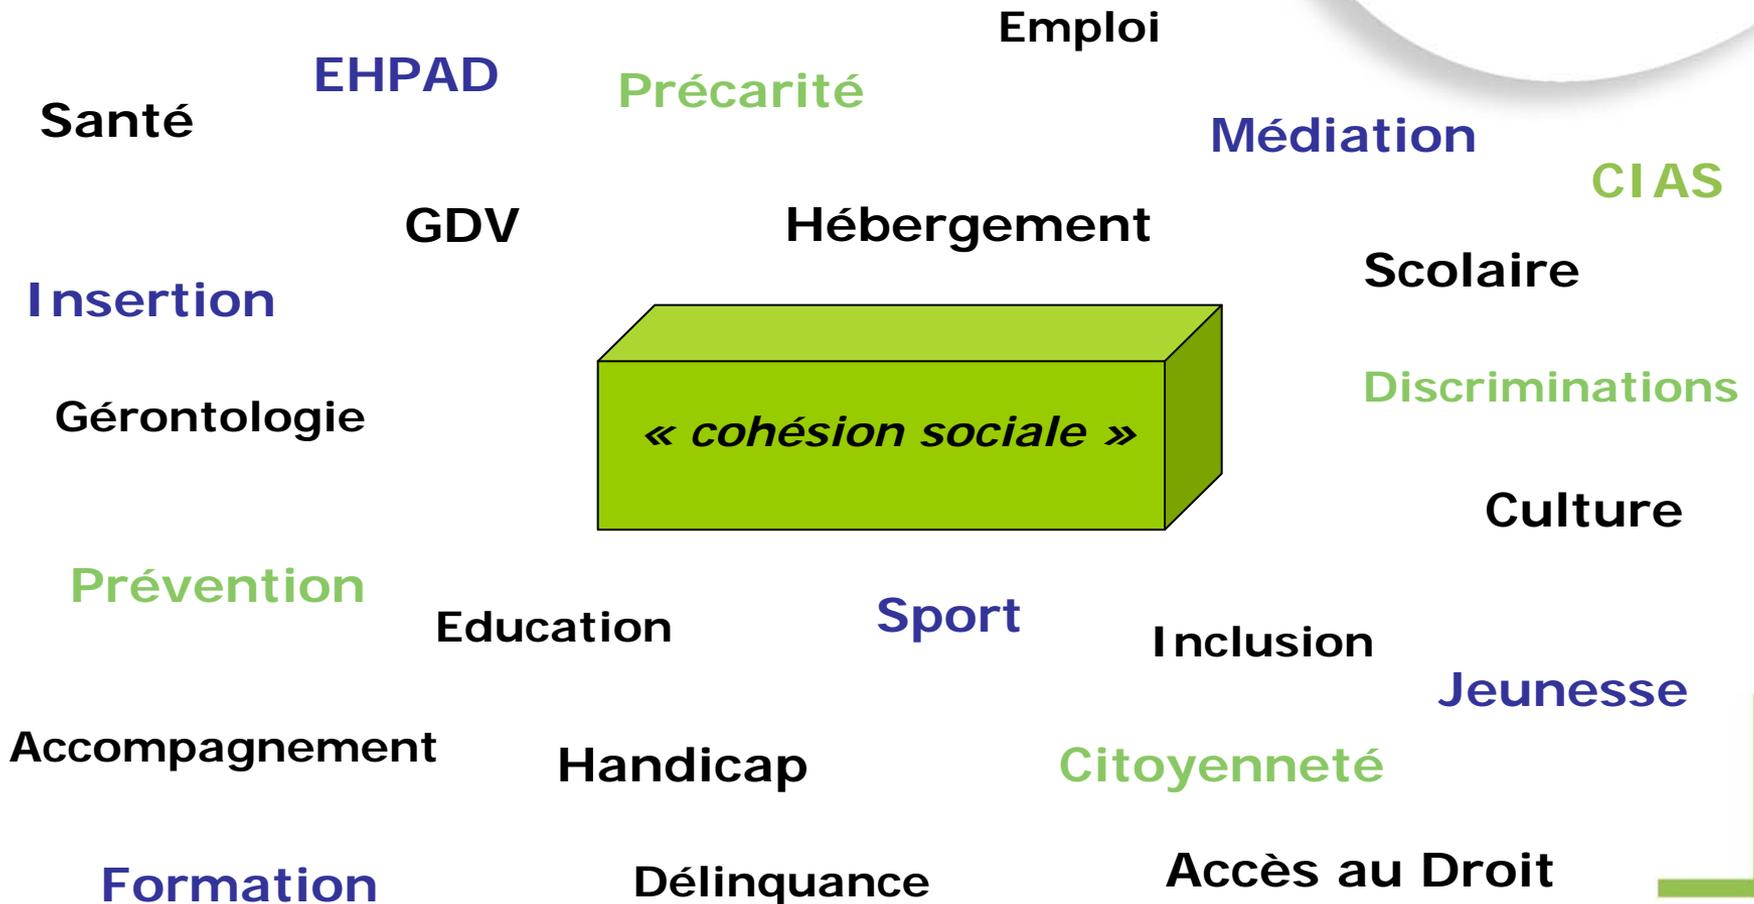 Emploi
EHPAD
Précarité
Santé
Médiation
CIAS
GDV
Hébergement
Scolaire
Insertion
Discriminations
Gérontologie
« cohésion sociale »
Culture
Prévention
Education
Sport
Inclusion
Jeunesse
Accompagnement
Handicap
Citoyenneté
Formation
Délinquance
Accès au Droit